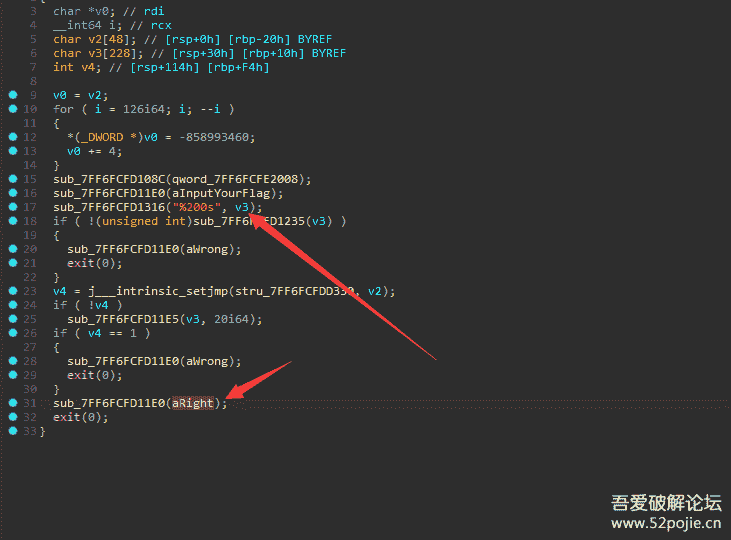 3 char *v0; // rdi
4 __int64 i; // rcx
5 char v2[48]; // [rsp+0h] [rbp-20h] BYREF
6 char v3[228]; // [rsp+30h] [rbp+10h] BYREF
7 int v4; // [rsp+114h] [rbp+F4h]
8
9 v0 = v2;
10 for ( i = 126i64; i; --i )
11 {
12 *(_DWORD *)v0 = -858993460;
13 v0 += 4;
14 }
15 sub_7FF6FCFD108C(qword_7FF6FCFE2008);
16 sub_7FF6FCFD11E0(aInputYourFlag);
17 sub_7FF6FCFD1316("%200s", v3);
18 if ( !(unsigned int)sub_7FF6FCFD1235(v3) )
19 {
20 sub_7FF6FCFD11E0(aWrong);
21 exit(0);
22 }
23 v4 = j___intrinsic_setjmp(stru_7FF6FCFDD330, v2);
24 if ( !v4 )
25 sub_7FF6FCFD11E5(v3, 20i64);
26 if ( v4 == 1 )
27 {
28 sub_7FF6FCFD11E0(aWrong);
29 exit(0);
30 }
31 sub_7FF6FCFD11E0(aRight);
32 exit(0);
33 }
吾爱破解论坛
www.52pojie.cn